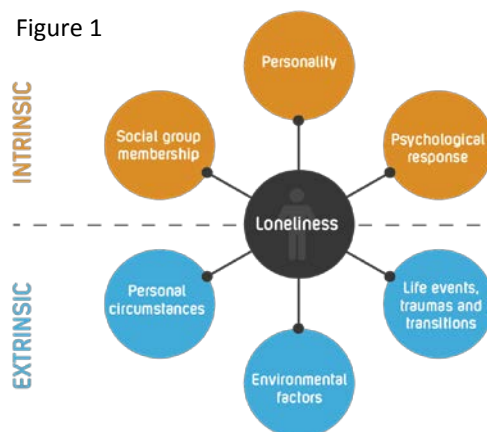 Figure 1
INTRINSIC
Personality
Social group
membership
Psychological
response
Loneliness
EXTRINSIC
Personal
circumstances
Life events,
traumas and
transitions
Environmental
factors